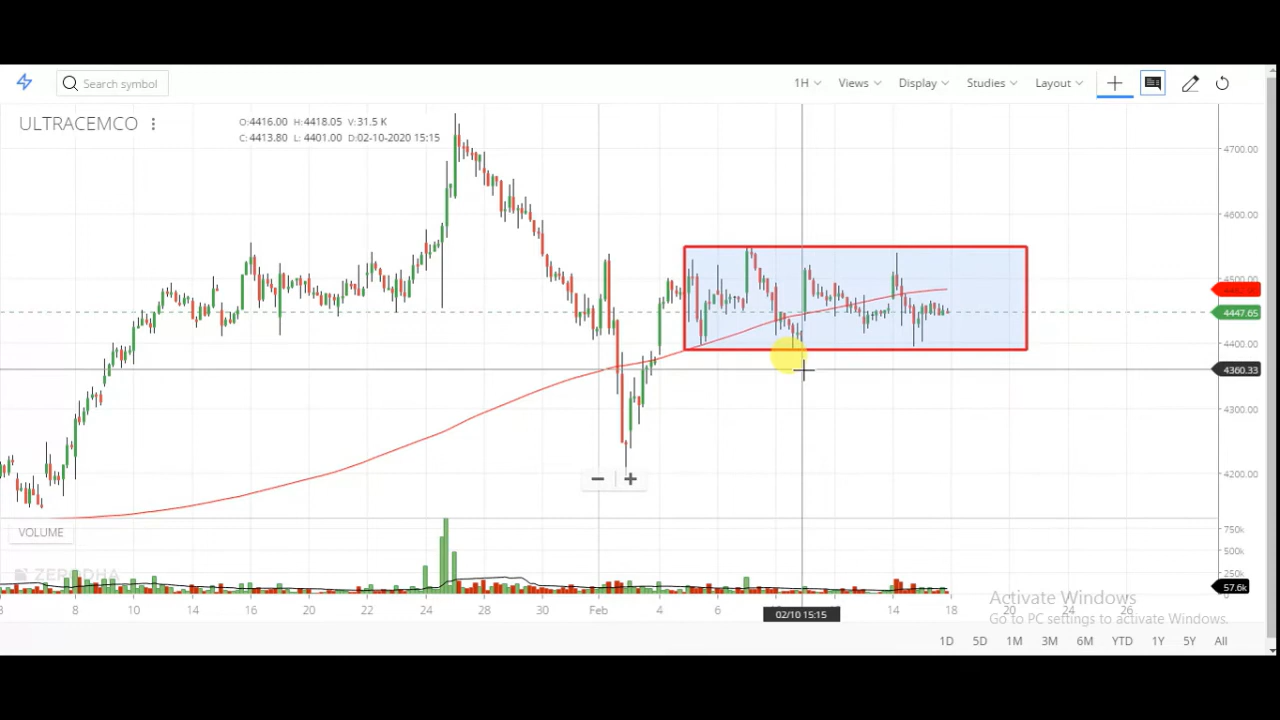 Search symbol 1H Views Display Studies Layout
ULTRACEMCO
O:4416.00 H:4418.05 V:31.5 K
C:4413.80 L: 4401.00 D:02-10-2020 15:15
4700.00
4600.00
4500.00
4447.65
4400.00
4360.33
4300.00
4200.00
− +
VOLUME
750k
500k
250k
ZERODHA
57.6k
8 10 14 16 20 22 24 28 30 Feb 4 6 14 18 20 24 26
02/10 15:15
Activate Windows
Go to PC settings to activate Windows.
1D 5D 1M 3M 6M YTD 1Y 5Y All